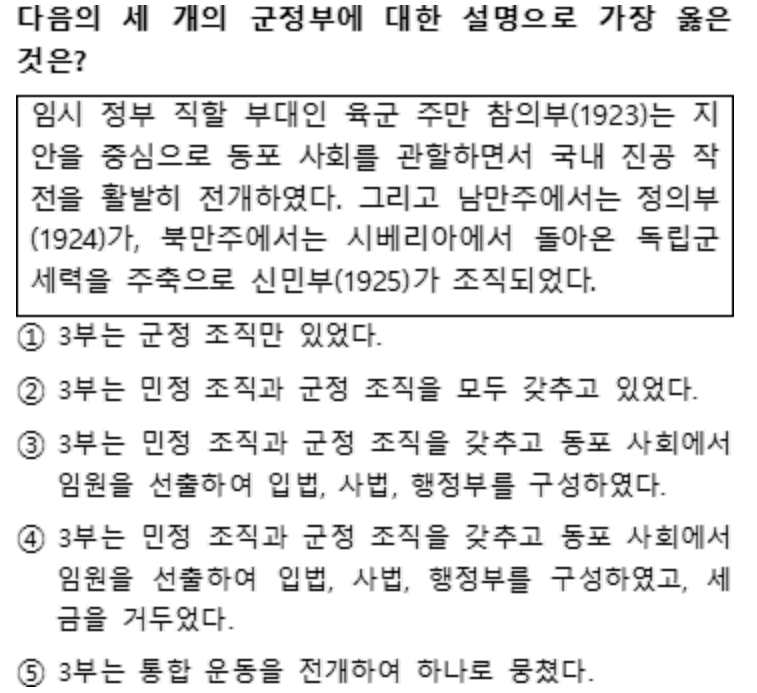 다음의 세 개의 군정부에 대한 설명으로 가장 옳은
것은?
임시 정부 직할 부대인 육군 주만 참의부(1923)는 지
안을 중심으로 동포 사회를 관할하면서 국내 진공 작
전을 활발히 전개하였다. 그리고 남만주에서는 정의부
(1924)가, 북만주에서는 시베리아에서 돌아온 독립군
세력을 주축으로 신민부(1925)가 조직되었다.
① 3부는 군정 조직만 있었다.
② 3부는 민정 조직과 군정 조직을 모두 갖추고 있었다.
③ 3부는 민정 조직과 군정 조직을 갖추고 동포 사회에서
임원을 선출하여 입법, 사법, 행정부를 구성하였다.
④ 3부는 민정 조직과 군정 조직을 갖추고 동포 사회에서
임원을 선출하여 입법, 사법, 행정부를 구성하였고, 세
금을 거두었다.
⑤ 3부는 통합 운동을 전개하여 하나로 뭉쳤다.